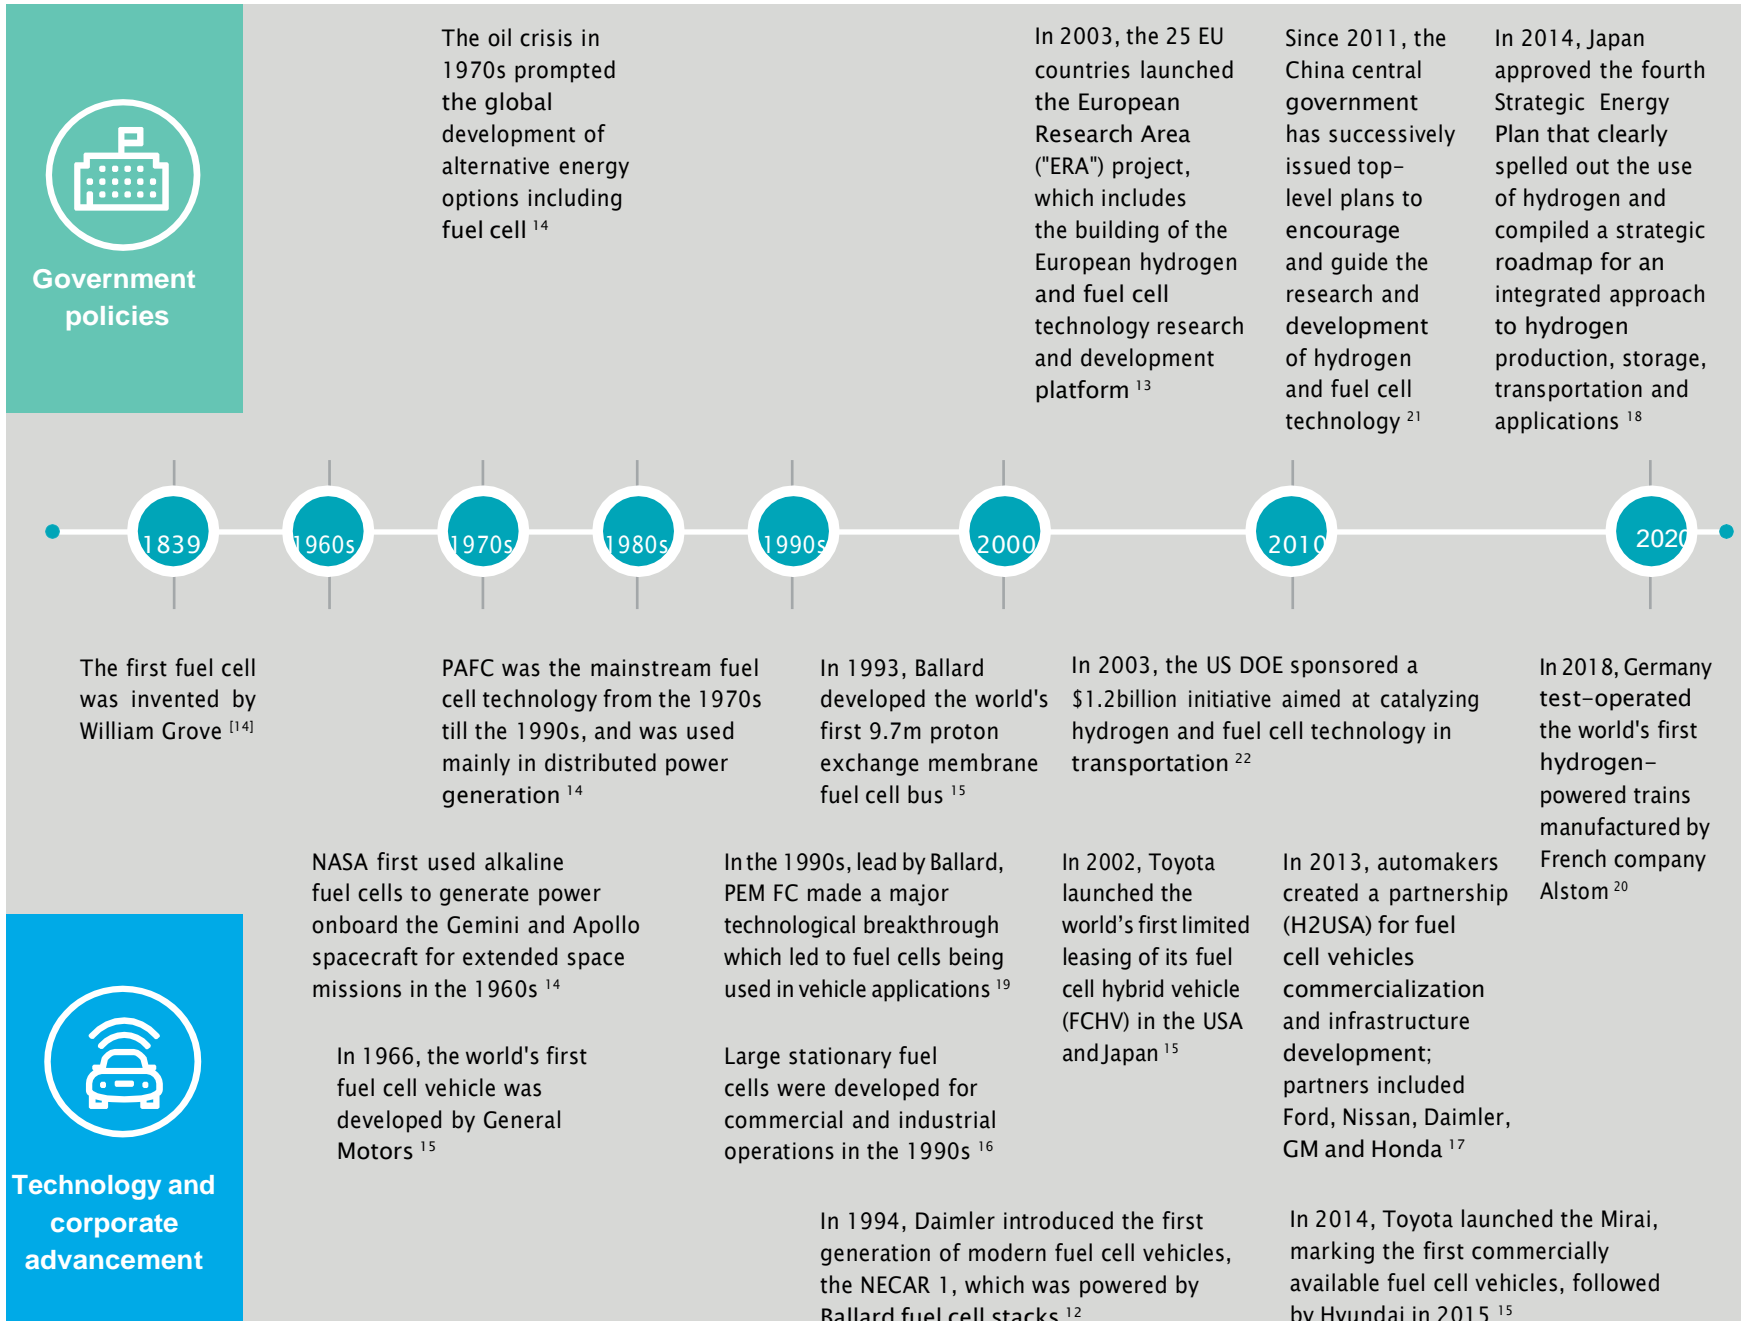 Government
policies
The oil crisis in
1970s prompted
the global
development of
alternative energy
options including
fuel cell 14
In 2003, the 25 EU
countries launched
the European
Research Area
("ERA") project,
which includes
the building of the
European hydrogen
and fuel cell
technology research
and development
platform 13
Since 2011, the
China central
government
has successively
issued top-
level plans to
encourage
and guide the
research and
development
of hydrogen
and fuel cell
technology 21
In 2014, Japan
approved the fourth
Strategic Energy
Plan that clearly
spelled out the use
of hydrogen and
compiled a strategic
roadmap for an
integrated approach
to hydrogen
production, storage,
transportation and
applications 18
1839
1960s
1970s
1980s
1990s
2000
2010
2020
The first fuel cell
was invented by
William Grove [14]
PAFC was the mainstream fuel
cell technology from the 1970s
till the 1990s, and was used
mainly in distributed power
generation 14
In 1993, Ballard
developed the world's
first 9.7m proton
exchange membrane
fuel cell bus 15
In 2003, the US DOE sponsored a
$1.2billion initiative aimed at catalyzing
hydrogen and fuel cell technology in
transportation 22
In 2018, Germany
test-operated
the world's first
hydrogen-
powered trains
manufactured by
French company
Alstom 20
NASA first used alkaline
fuel cells to generate power
onboard the Gemini and Apollo
spacecraft for extended space
missions in the 1960s 14
In the 1990s, lead by Ballard,
PEM FC made a major
technological breakthrough
which led to fuel cells being
used in vehicle applications 19
In 2002, Toyota
launched the
world’s first limited
leasing of its fuel
cell hybrid vehicle
(FCHV) in the USA
and Japan 15
In 2013, automakers
created a partnership
(H2USA) for fuel
cell vehicles
commercialization
and infrastructure
development;
partners included
Ford, Nissan, Daimler,
GM and Honda 17
In 1966, the world's first
fuel cell vehicle was
developed by General
Motors 15
Large stationary fuel
cells were developed for
commercial and industrial
operations in the 1990s 16
Technology and
corporate
advancement
In 1994, Daimler introduced the first
generation of modern fuel cell vehicles,
the NECAR 1, which was powered by
Ballard fuel cell stacks 12
In 2014, Toyota launched the Mirai,
marking the first commercially
available fuel cell vehicles, followed
by Hyundai in 2015 15